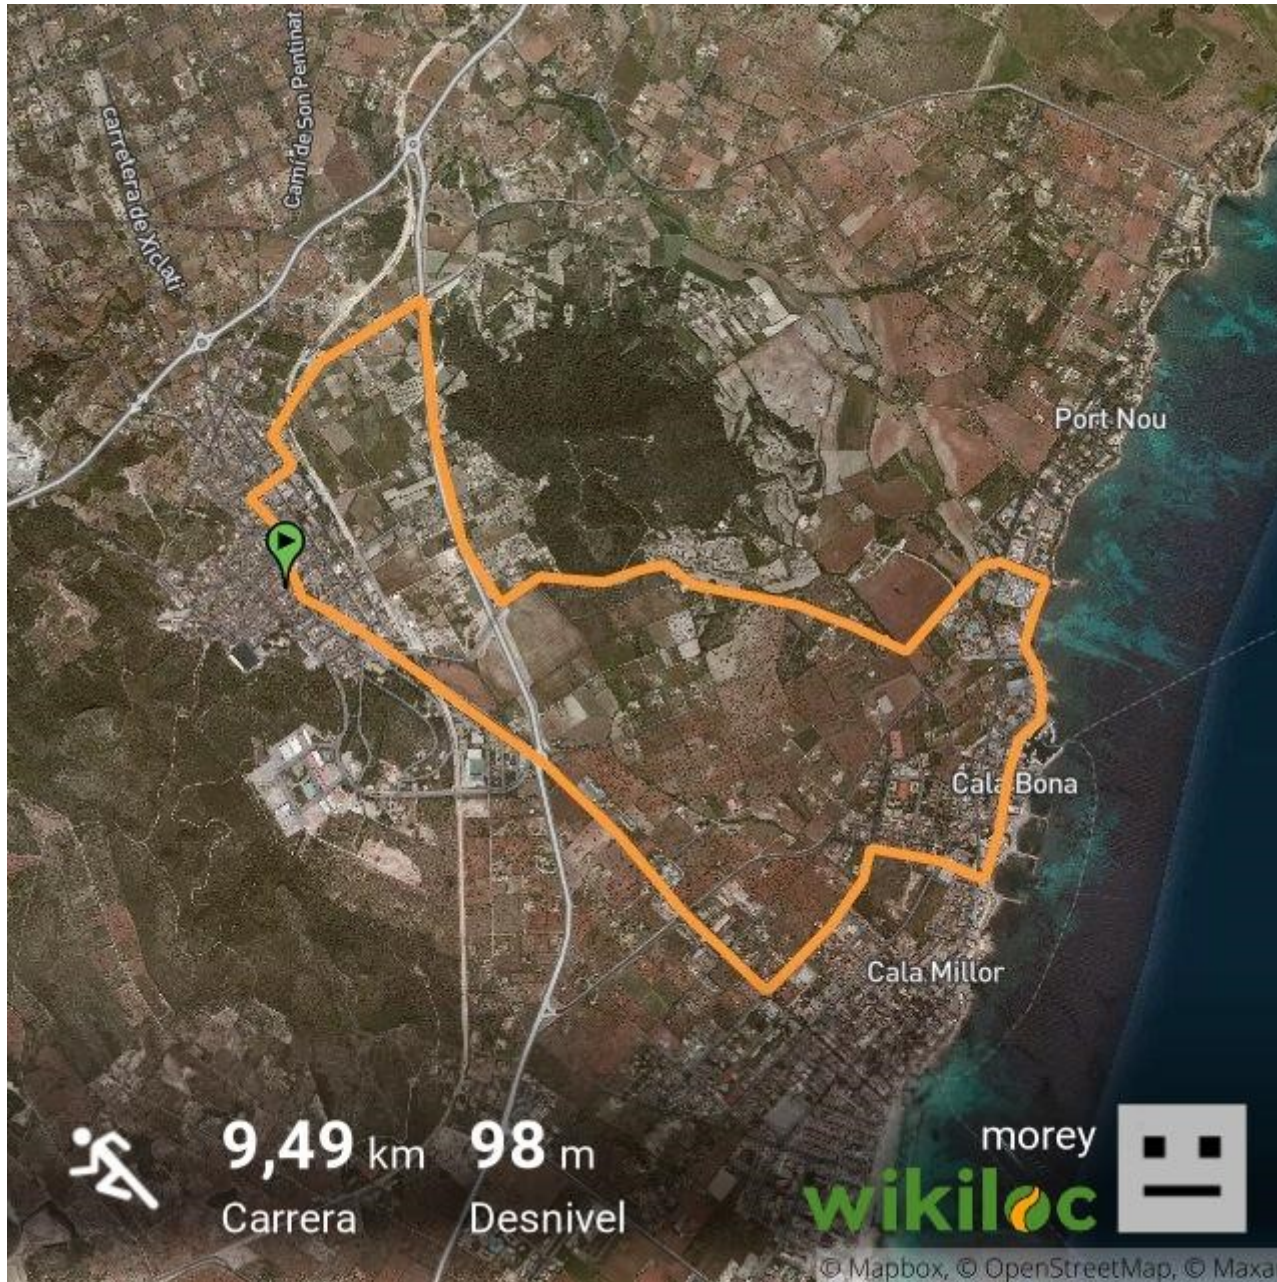 Camí de Son Pentinat
carretera de Xiclati
Port Nou
Cala Bona
Cala Millor
9,49 km
Carrera
98 m
Desnivel
morey
wikiloc
© Mapbox, © OpenStreetMap, © Maxa